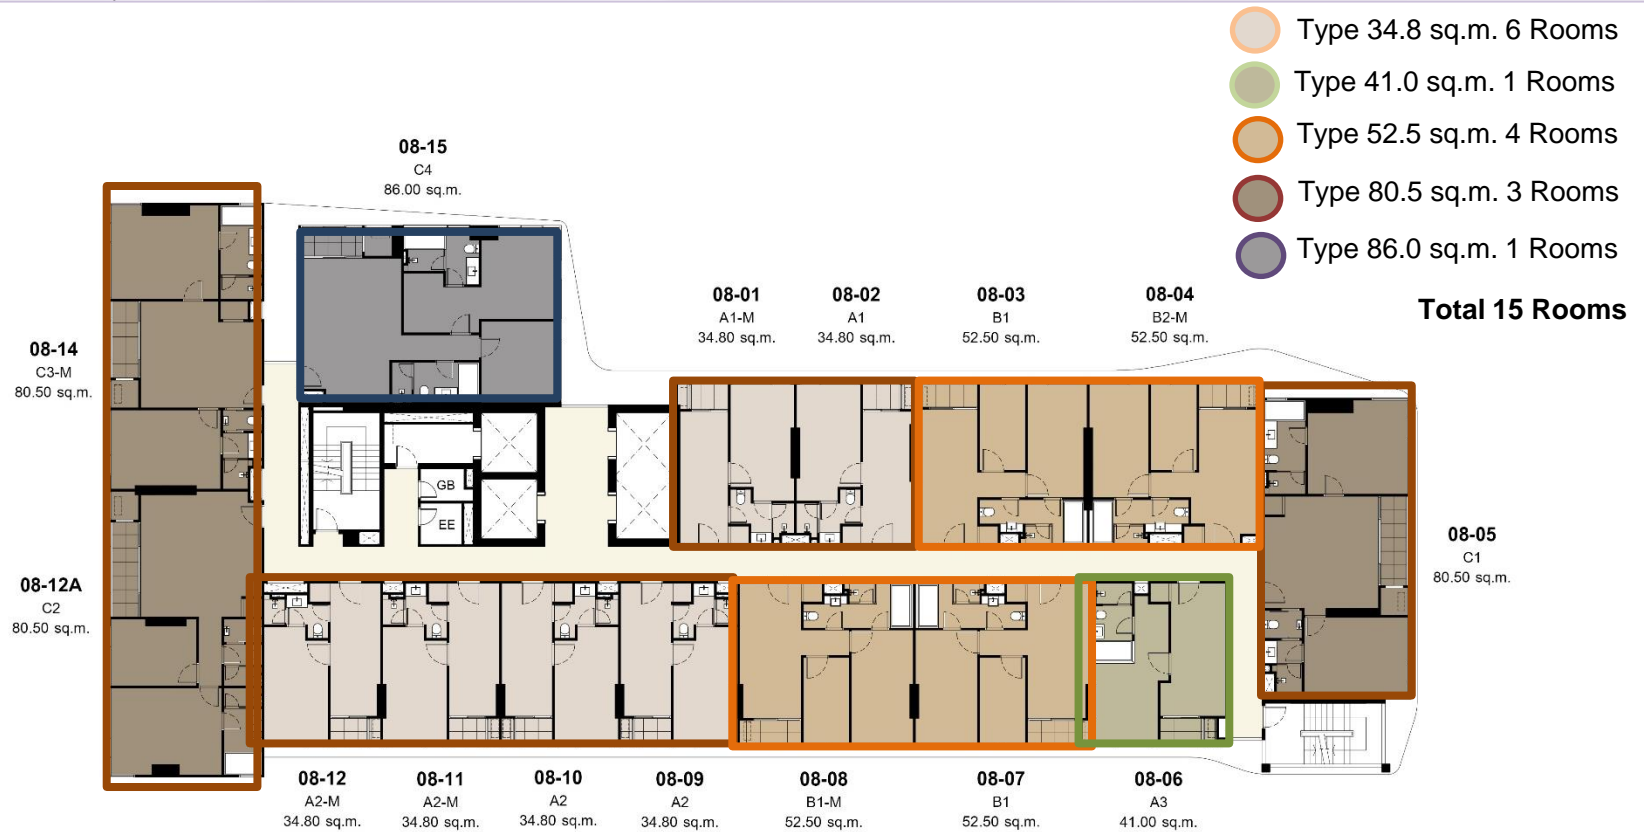 Type 34.8 sq.m. 6 Rooms
Type 41.0 sq.m. 1 Rooms
Type 52.5 sq.m. 4 Rooms
Type 80.5 sq.m. 3 Rooms
Type 86.0 sq.m. 1 Rooms
Total 15 Rooms
08-15
C4
86.00 sq.m.
08-01
A1-M
34.80 sq.m.
08-02
A1
34.80 sq.m.
08-03
B1
52.50 sq.m.
08-04
B2-M
52.50 sq.m.
08-14
C3-M
80.50 sq.m.
GB
EE
08-05
C1
80.50 sq.m.
08-12A
C2
80.50 sq.m.
08-12
A2-M
34.80 sq.m.
08-11
A2-M
34.80 sq.m.
08-10
A2
34.80 sq.m.
08-09
A2
34.80 sq.m.
08-08
B1-M
52.50 sq.m.
08-07
B1
52.50 sq.m.
08-06
A3
41.00 sq.m.